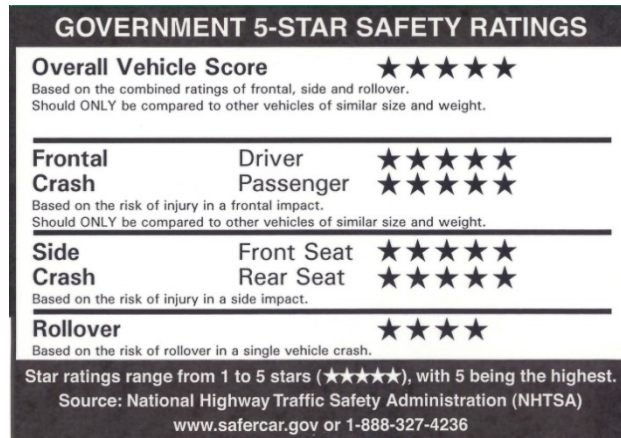 GOVERNMENT 5-STAR SAFETY RATINGS
Overall Vehicle Score ★★★★★
Based on the combined ratings of frontal, side and rollover.
Should ONLY be compared to other vehicles of similar size and weight.
Frontal Driver ★★★★★
Crash Passenger ★★★★★
Based on the risk of injury in a frontal impact.
Should ONLY be compared to other vehicles of similar size and weight.
Side Front Seat ★★★★★
Crash Rear Seat ★★★★★
Based on the risk of injury in a side impact.
Rollover ★★★★
Based on the risk of rollover in a single vehicle crash.
Star ratings range from 1 to 5 stars (★★★★★), with 5 being the highest.
Source: National Highway Traffic Safety Administration (NHTSA)
www.safercar.gov or 1-888-327-4236